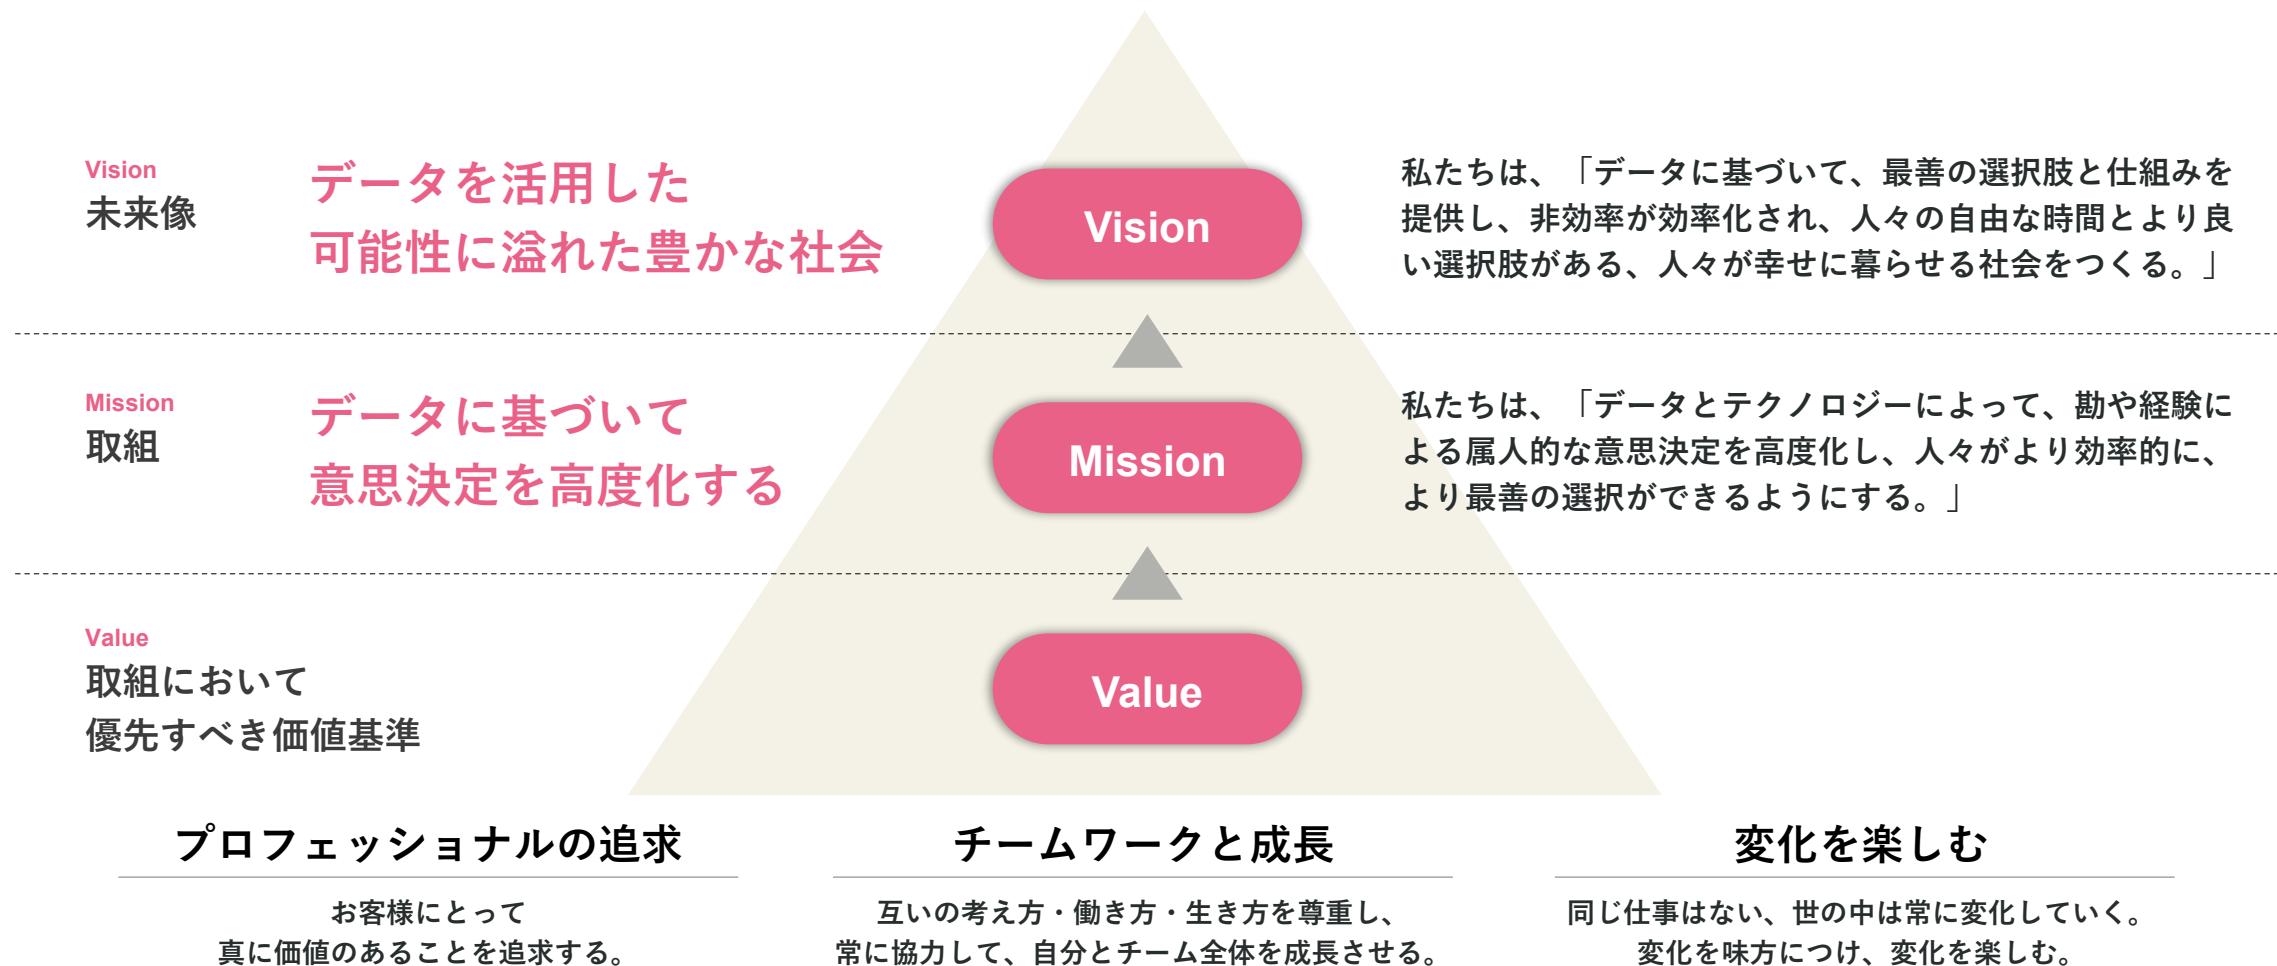 Vision
未来像
データを活用した
可能性に溢れた豊かな社会
Vision
私たちは、「データに基づいて、最善の選択肢と仕組みを
提供し、非効率が効率化され、人々の自由な時間とより良
い選択肢がある、人々が幸せに暮らせる社会をつくる。」
Mission
取組
データに基づいて
意思決定を高度化する
Mission
私たちは、「データとテクノロジーによって、勘や経験に
よる属人的な意思決定を高度化し、人々がより効率的に、
より最善の選択ができるようにする。」
Value
取組において
優先すべき価値基準
Value
プロフェッショナルの追求
お客様にとって
真に価値のあることを追求する。
チームワークと成長
互いの考え方・働き方・生き方を尊重し、
常に協力して、自分とチーム全体を成長させる。
変化を楽しむ
同じ仕事はない、世の中は常に変化していく。
変化を味方につけ、変化を楽しむ。